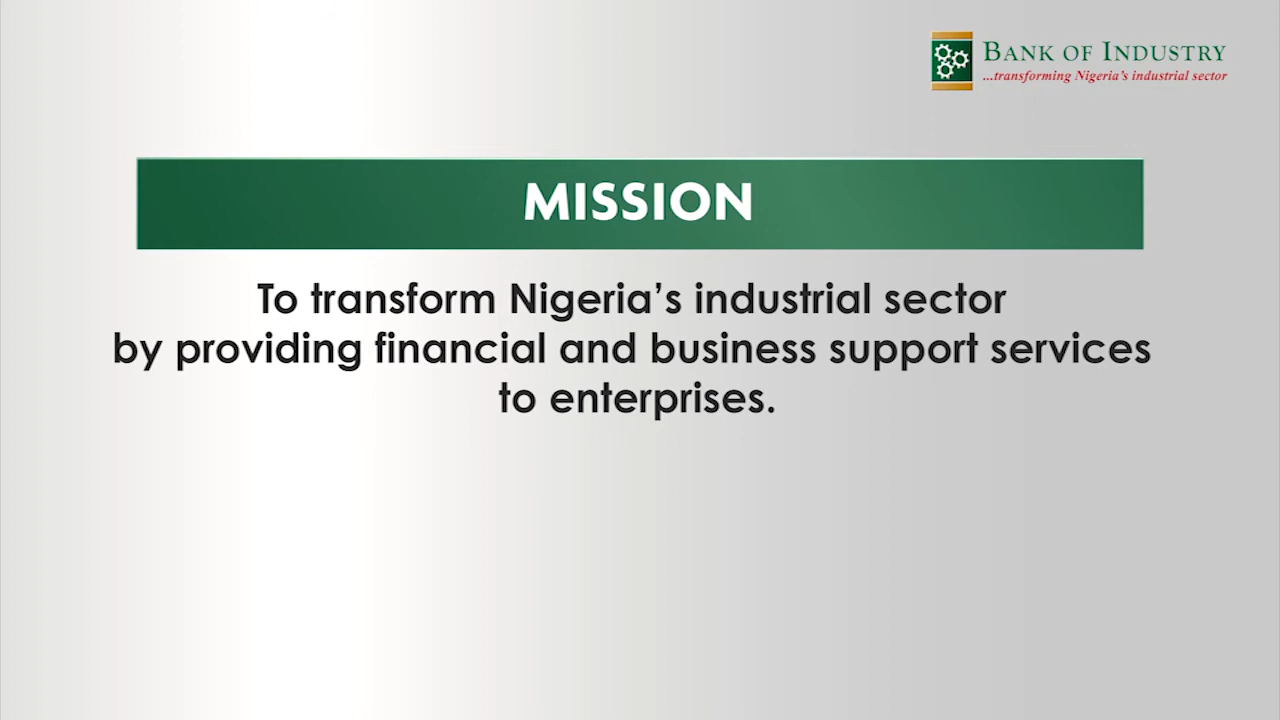 BANK OF INDUSTRY
...transforming Nigeria's industrial sector
MISSION
To transform Nigeria’s industrial sector
by providing financial and business support services
to enterprises.